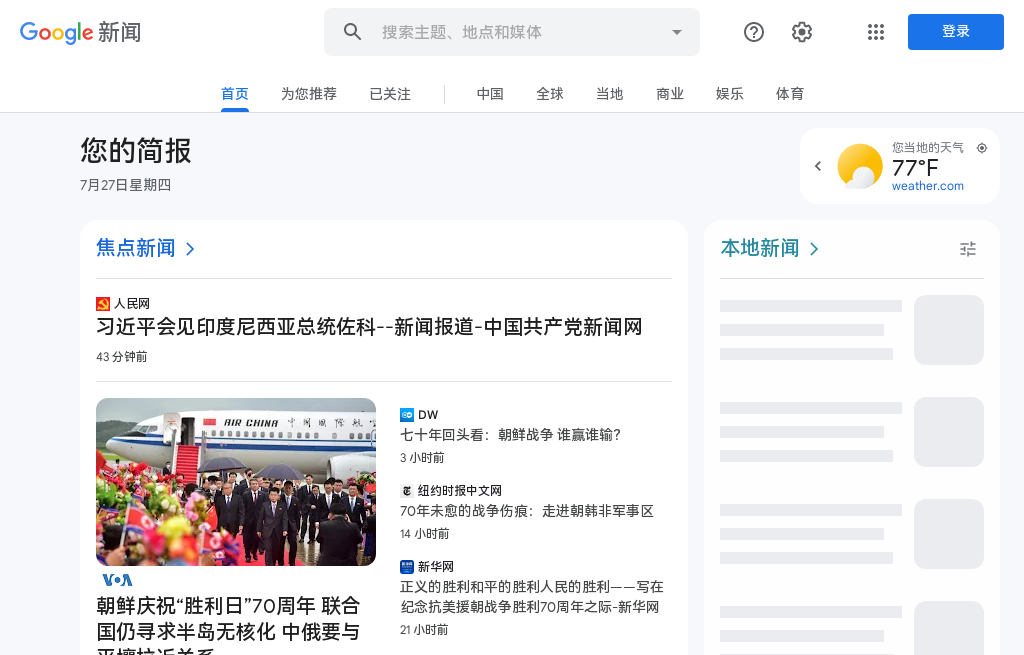 Google 新闻
搜索主题、地点和媒体
登录
首页
为您推荐
已关注
中国
全球
当地
商业
娱乐
体育
您的简报
7月27日星期四
您当地的天气
77°F
weather.com
焦点新闻
人民网
习近平会见印度尼西亚总统佐科--新闻报道-中国共产党新闻网
43 分钟前
AIR CHINA 中国国际航空
VOA
朝鲜庆祝“胜利日”70周年 联合
国仍寻求半岛无核化 中俄要与
DW
七十年回头看：朝鲜战争 谁赢谁输？
3 小时前
纽约时报中文网
70年未愈的战争伤痕：走进朝韩非军事区
14 小时前
新华网
正义的胜利和平的胜利人民的胜利——写在
纪念抗美援朝战争胜利70周年之际-新华网
21 小时前
本地新闻